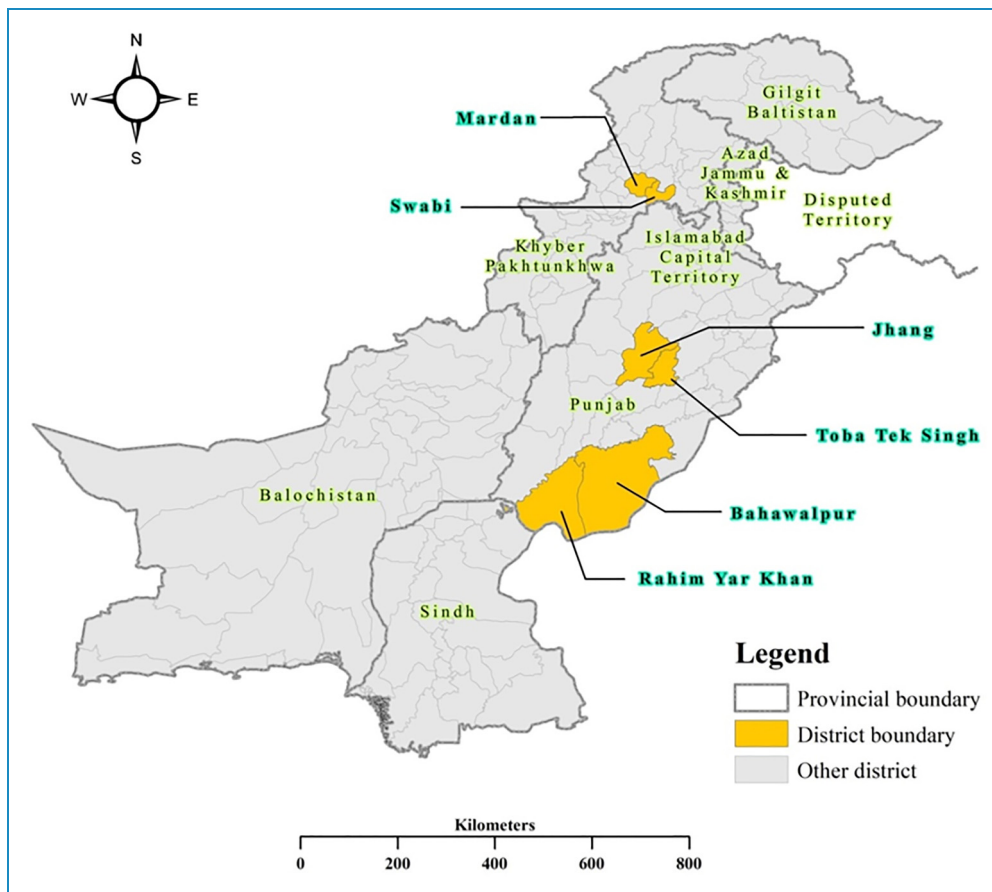 N
W E
S
Gilgit
Baltistan
Mardan
Azad
Jammu &
Kashmir
Swabi
Disputed
Territory
Islamabad
Capital
Territory
Khyber
Pakhtunkhwa
Jhang
Punjab
Toba Tek Singh
Balochistan
Bahawalpur
Rahim Yar Khan
Sindh
Legend
Provincial boundary
District boundary
Other district
Kilometers
0 200 400 600 800